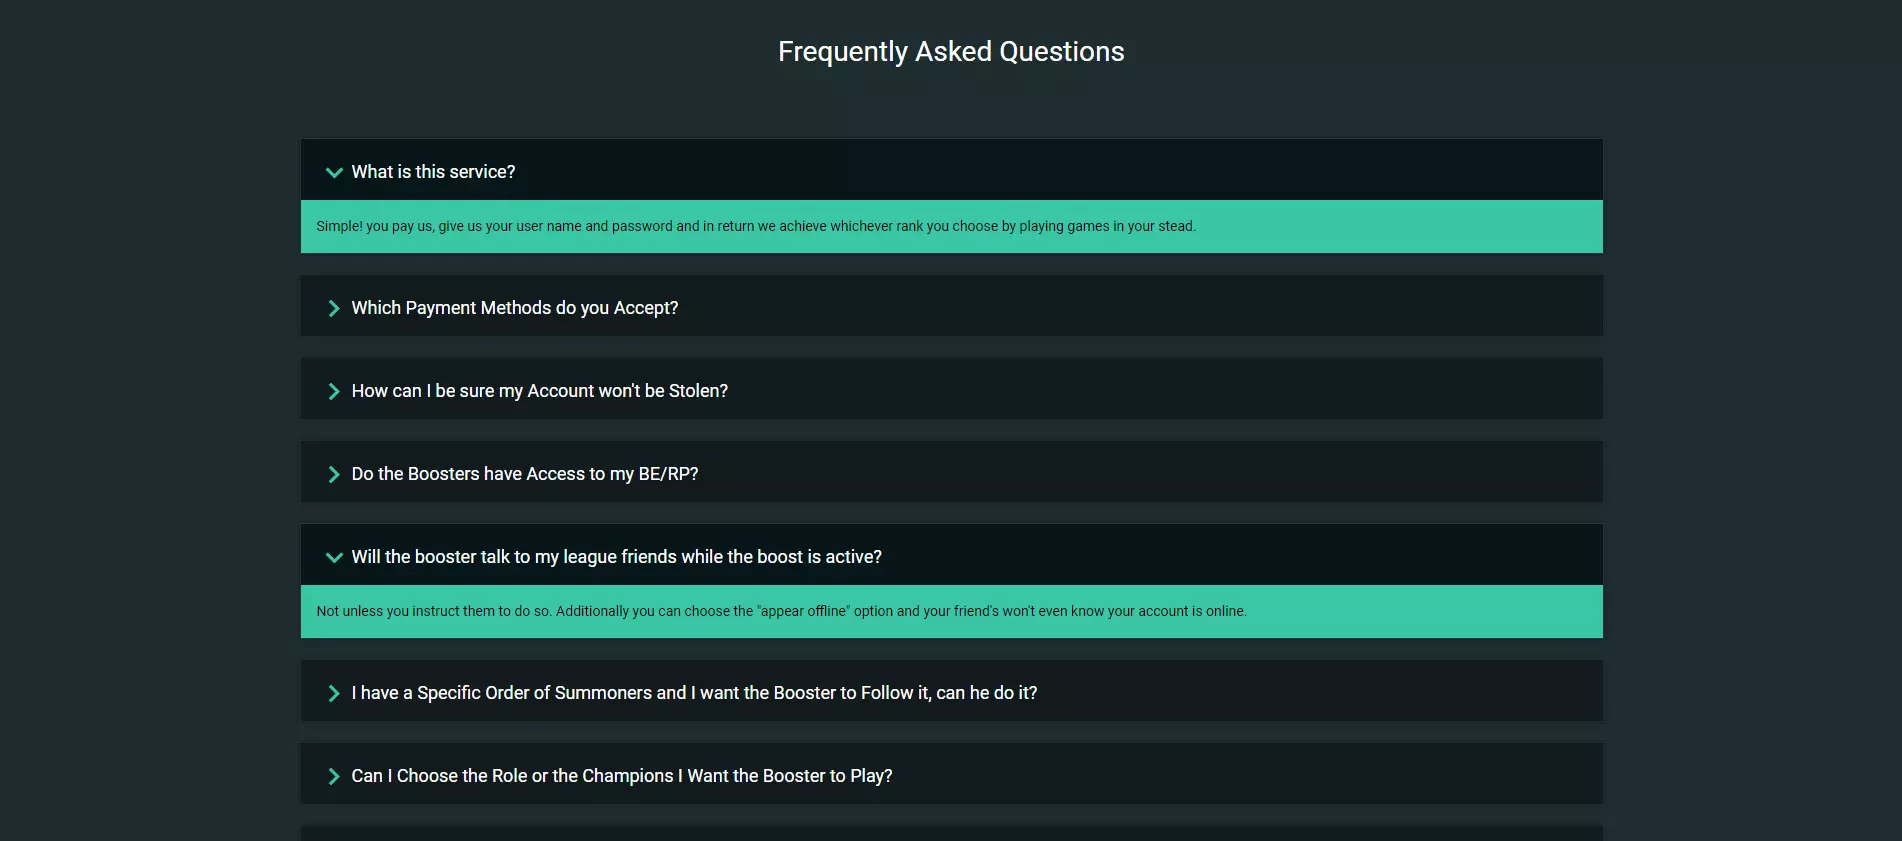 Frequently Asked Questions
What is this service?
Simple! you pay us, give us your user name and password and in return we achieve whichever rank you choose by playing games in your stead.
Which Payment Methods do you Accept?
How can I be sure my Account won't be Stolen?
Do the Boosters have Access to my BE/RP?
Will the booster talk to my league friends while the boost is active?
Not unless you instruct them to do so. Additionally you can choose the "appear offline" option and your friend's won't even know your account is online.
I have a Specific Order of Summoners and I want the Booster to Follow it, can he do it?
Can I Choose the Role or the Champions I Want the Booster to Play?